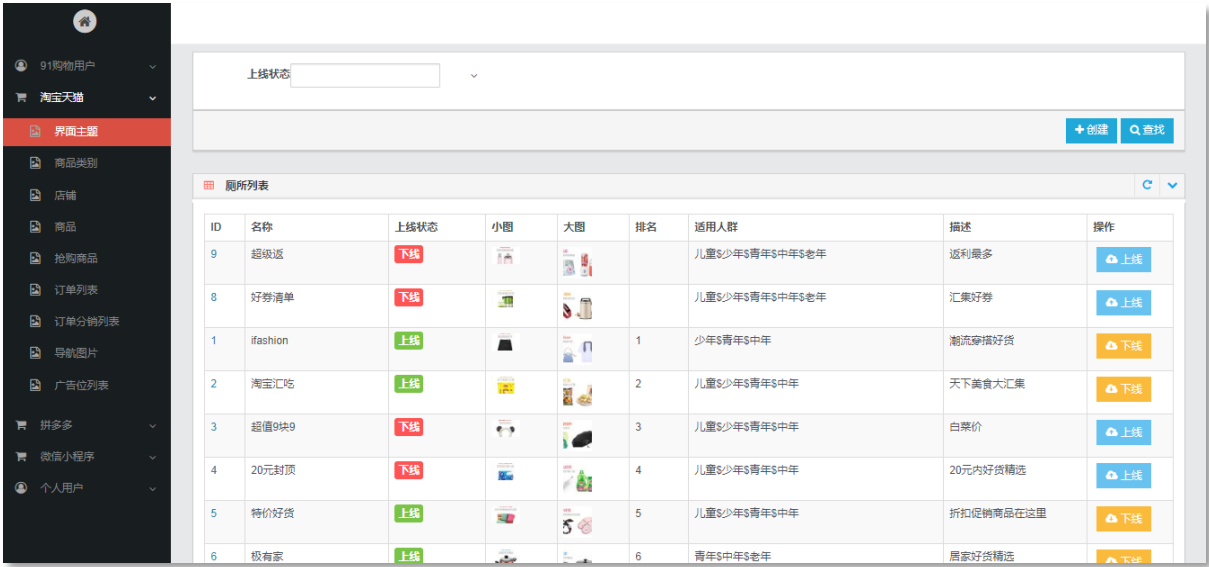 91购物用户
淘宝天猫
界面主题
商品类别
店铺
商品
抢购商品
订单列表
订单分销列表
导航图片
广告位列表
拼多多
微信小程序
个人用户
上线状态
创建 查找
厕所列表
ID 名称 上线状态 小图 大图 排名 适用人群 描述 操作
9 超级返 下线 儿童$少年$青年$中年$老年 返利最多 上线
8 好券清单 下线 儿童$少年$青年$中年$老年 汇集好券 上线
1 ifashion 上线 1 少年$青年$中年 潮流穿搭好货 下线
2 淘宝汇吃 上线 2 儿童$少年$青年$中年 天下美食大汇集 下线
3 超值9块9 下线 3 儿童$少年$青年$中年 白菜价 上线
4 20元封顶 下线 4 儿童$少年$青年$中年 20元内好货精选 上线
5 特价好货 上线 5 儿童$少年$青年$中年 折扣促销商品在这里 下线
6 极有家 上线 6 青年$中年$老年 居家好货精选 下线